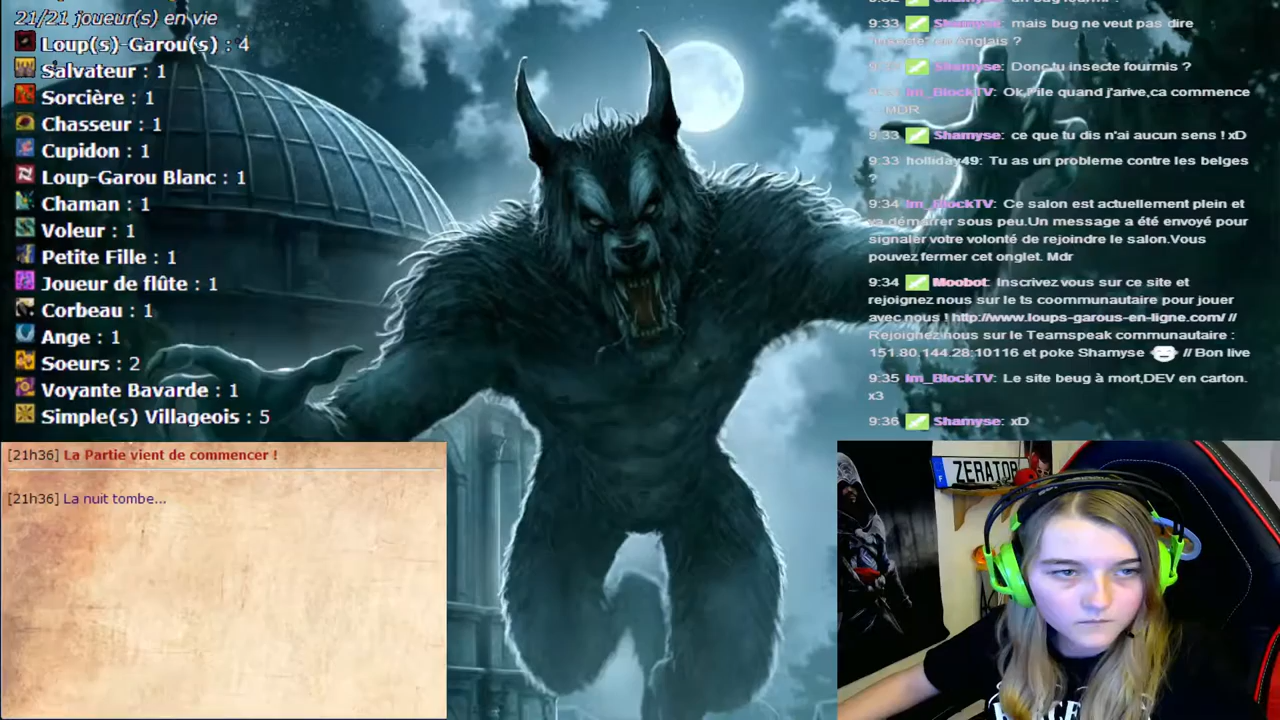 21/21 joueur(s) en vie
Loup(s)-Garou(s) : 4
Salvateur : 1
Sorcière : 1
Chasseur : 1
Cupidon : 1
Loup-Garou Blanc : 1
Chaman : 1
Voleur : 1
Petite Fille : 1
Joueur de flûte : 1
Corbeau : 1
Ange : 1
Soeurs : 2
Voyante Bavarde : 1
Simple(s) Villageois : 5
[21h36] La Partie vient de commencer !
[21h36] La nuit tombe...
9:33 Shamyse: mais bug ne veut pas dire
insecte en anglais ?
Shamyse: Donc tu insecte fourmis ?
Im_BlockTV: Ok,Pile quand j'arive,ca commence
MDR
9:33 Shamyse: ce que tu dis n'ai aucun sens ! xD
9:33 holliday49: Tu as un probleme contre les belges
?
9:34 Im_BlockTV: Ce salon est actuellement plein et
va démarrer sous peu.Un message a été envoyé pour
signaler votre volonté de rejoindre le salon.Vous
pouvez fermer cet onglet. Mdr
9:34 Moobot: Inscrivez vous sur ce site et
rejoignez nous sur le ts coommunautaire pour jouer
avec nous ! http://www.loups-garous-en-ligne.com/ //
Rejoignez nous sur le Teamspeak communautaire :
151.80.144.28:10116 et poke Shamyse // Bon live
9:35 Im_BlockTV: Le site beug à mort,DEV en carton.
x3
9:36 Shamyse: xD
F ZERATOR